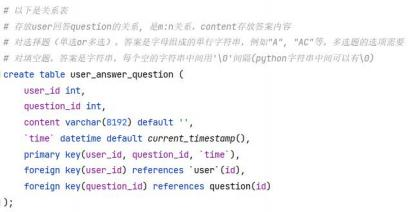 # 以下是关系表
# 存放user回答question的关系, 是m:n关系, content存放答案内容
# 对选择题 (单选or多选), 答案是字母组成的单行字符串, 例如"A", "AC"等, 多选题的选项需要
# 对填空题, 答案是字符串, 每个空的字符串中间用'\0'间隔(python字符串中间可以有\0)
create table user_answer_question (
user_id int,
question_id int,
content varchar(8192) default '',
`time` datetime default current_timestamp(),
primary key(user_id, question_id, `time`),
foreign key(user_id) references `user`(id),
foreign key(question_id) references question(id)
);